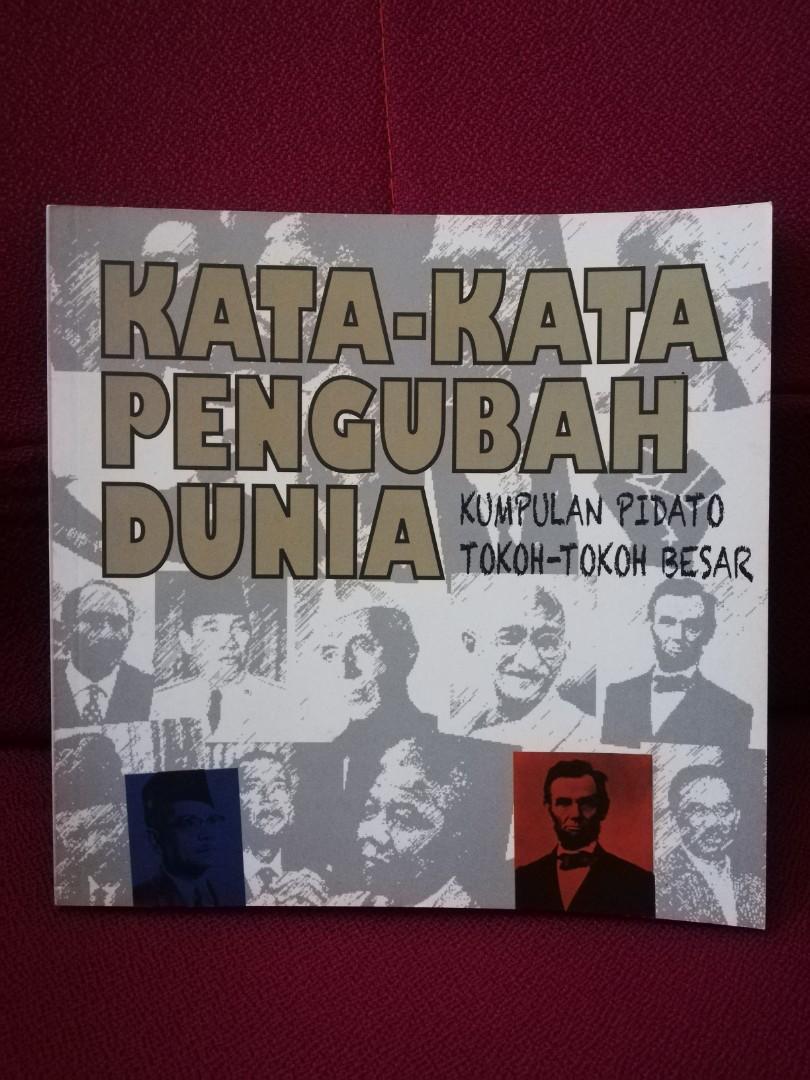 KATA-KATA
PENGUBAH
DUNIA
KUMPULAN PIDATO
TOKOH-TOKOH BESAR